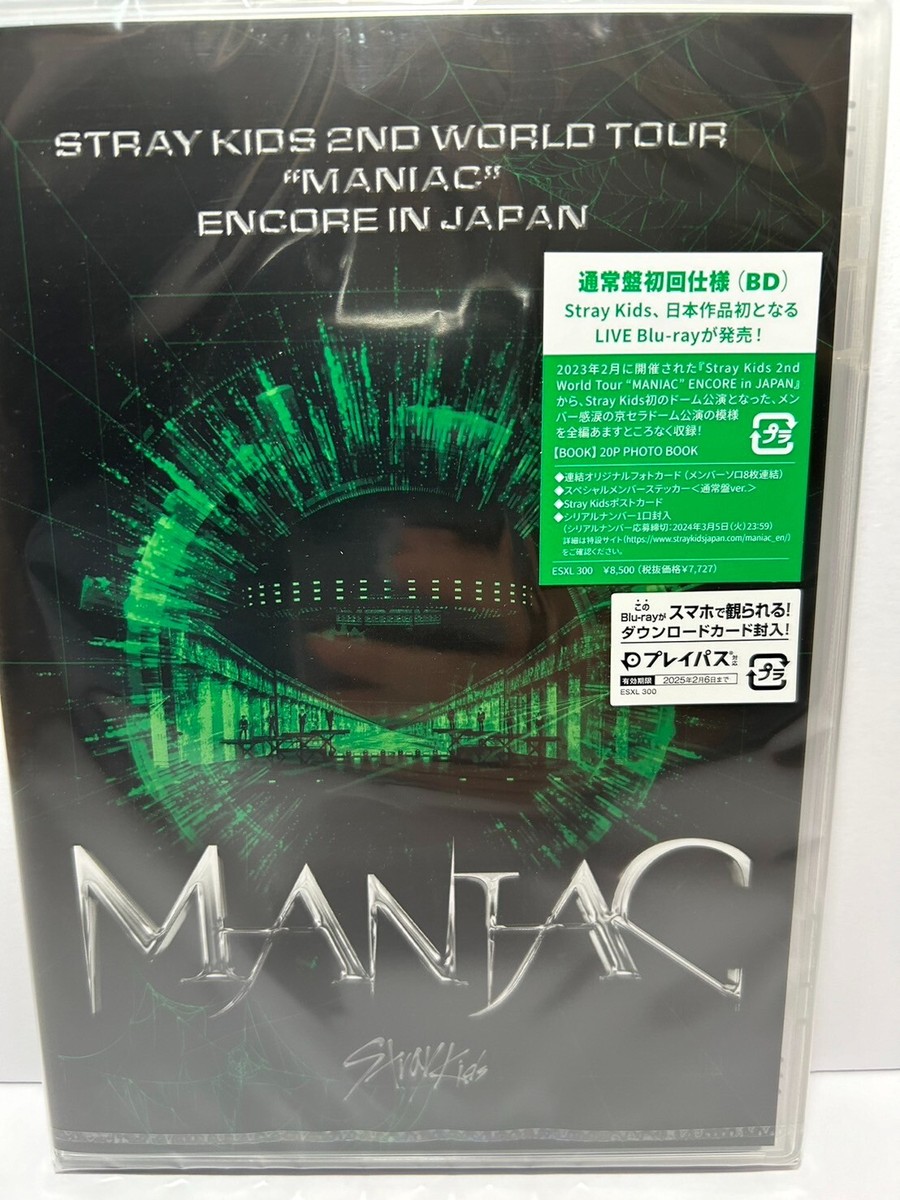 STRAY KIDS 2ND WORLD TOUR
“MANIAC”
ENCORE IN JAPAN
通常盤初回仕様（BD）
Stray Kids、日本作品初となる
LIVE Blu-rayが発売！
2023年2月に開催された『Stray Kids 2nd
World Tour “MANIAC” ENCORE in JAPAN』
から、Stray Kids初のドーム公演となった、メン
バー感涙の京セラドーム公演の模様
を全編あますところなく収録！
【BOOK】20P PHOTO BOOK
プラ
◆連結オリジナルフォトカード（メンバーソロ8枚連結）
◆スペシャルメンバーステッカー＜通常盤ver.＞
◆Stray Kidsポストカード
◆シリアルナンバー1口封入
（シリアルナンバー応募締切：2024年3月5日（火）23:59）
詳細は特設サイト（https://www.straykidsjapan.com/maniac_en/）
をご確認ください。
ESXL 300 ¥8,500（税抜価格¥7,727）
この
Blu-rayが スマホで観られる！
ダウンロードカード封入！
プレイパス®対応
有効期限 2025年2月6日まで
ESXL 300
プラ
MANIAC
Stray Kids